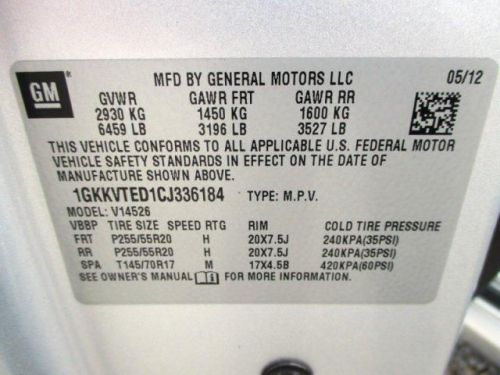 GM ® MFD BY GENERAL MOTORS LLC 05/12
GVWR GAWR FRT GAWR RR
2930 KG 1450 KG 1600 KG
6459 LB 3196 LB 3527 LB
THIS VEHICLE CONFORMS TO ALL APPLICABLE U.S. FEDERAL MOTOR
VEHICLE SAFETY STANDARDS IN EFFECT ON THE DATE OF
MANUFACTURE SHOWN ABOVE.
1GKKVTED1CJ336184 TYPE: M.P.V.
MODEL: V14526
VBBP TIRE SIZE SPEED RTG RIM COLD TIRE PRESSURE
FRT P255/55R20 H 20X7.5J 240KPA(35PSI)
RR P255/55R20 H 20X7.5J 240KPA(35PSI)
SPA T145/70R17 M 17X4.5B 420KPA(60PSI)
SEE OWNER'S MANUAL i FOR MORE INFORMATION.